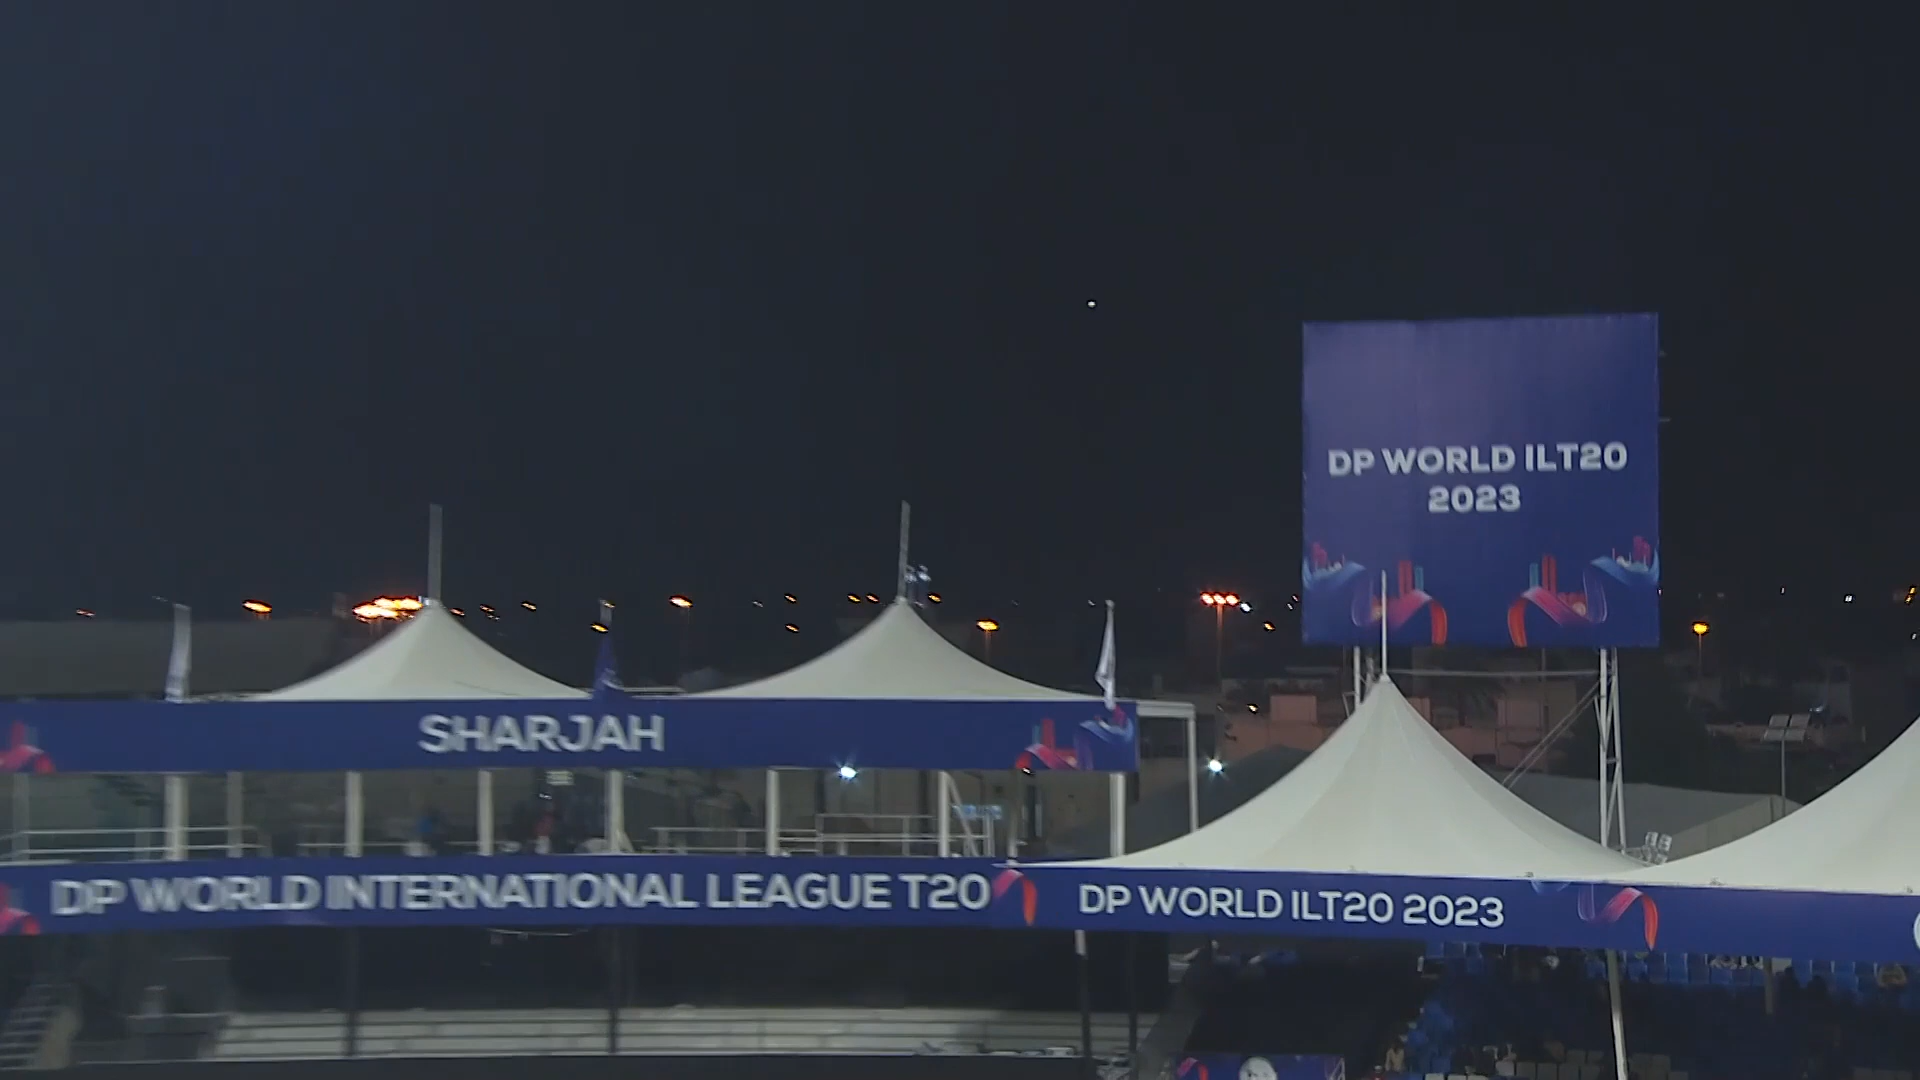 DP WORLD ILT20
2023
SHARJAH
DP WORLD INTERNATIONAL LEAGUE T20
DP WORLD ILT20 2023